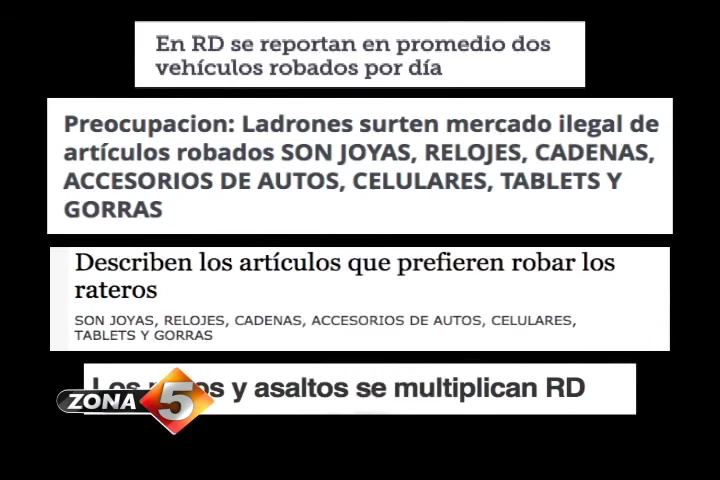 En RD se reportan en promedio dos
vehículos robados por día
Preocupacion: Ladrones surten mercado ilegal de
artículos robados SON JOYAS, RELOJES, CADENAS,
ACCESORIOS DE AUTOS, CELULARES, TABLETS Y
GORRAS
Describen los artículos que prefieren robar los
rateros
SON JOYAS, RELOJES, CADENAS, ACCESORIOS DE AUTOS, CELULARES,
TABLETS Y GORRAS
Los y asaltos se multiplican RD
ZONA 5